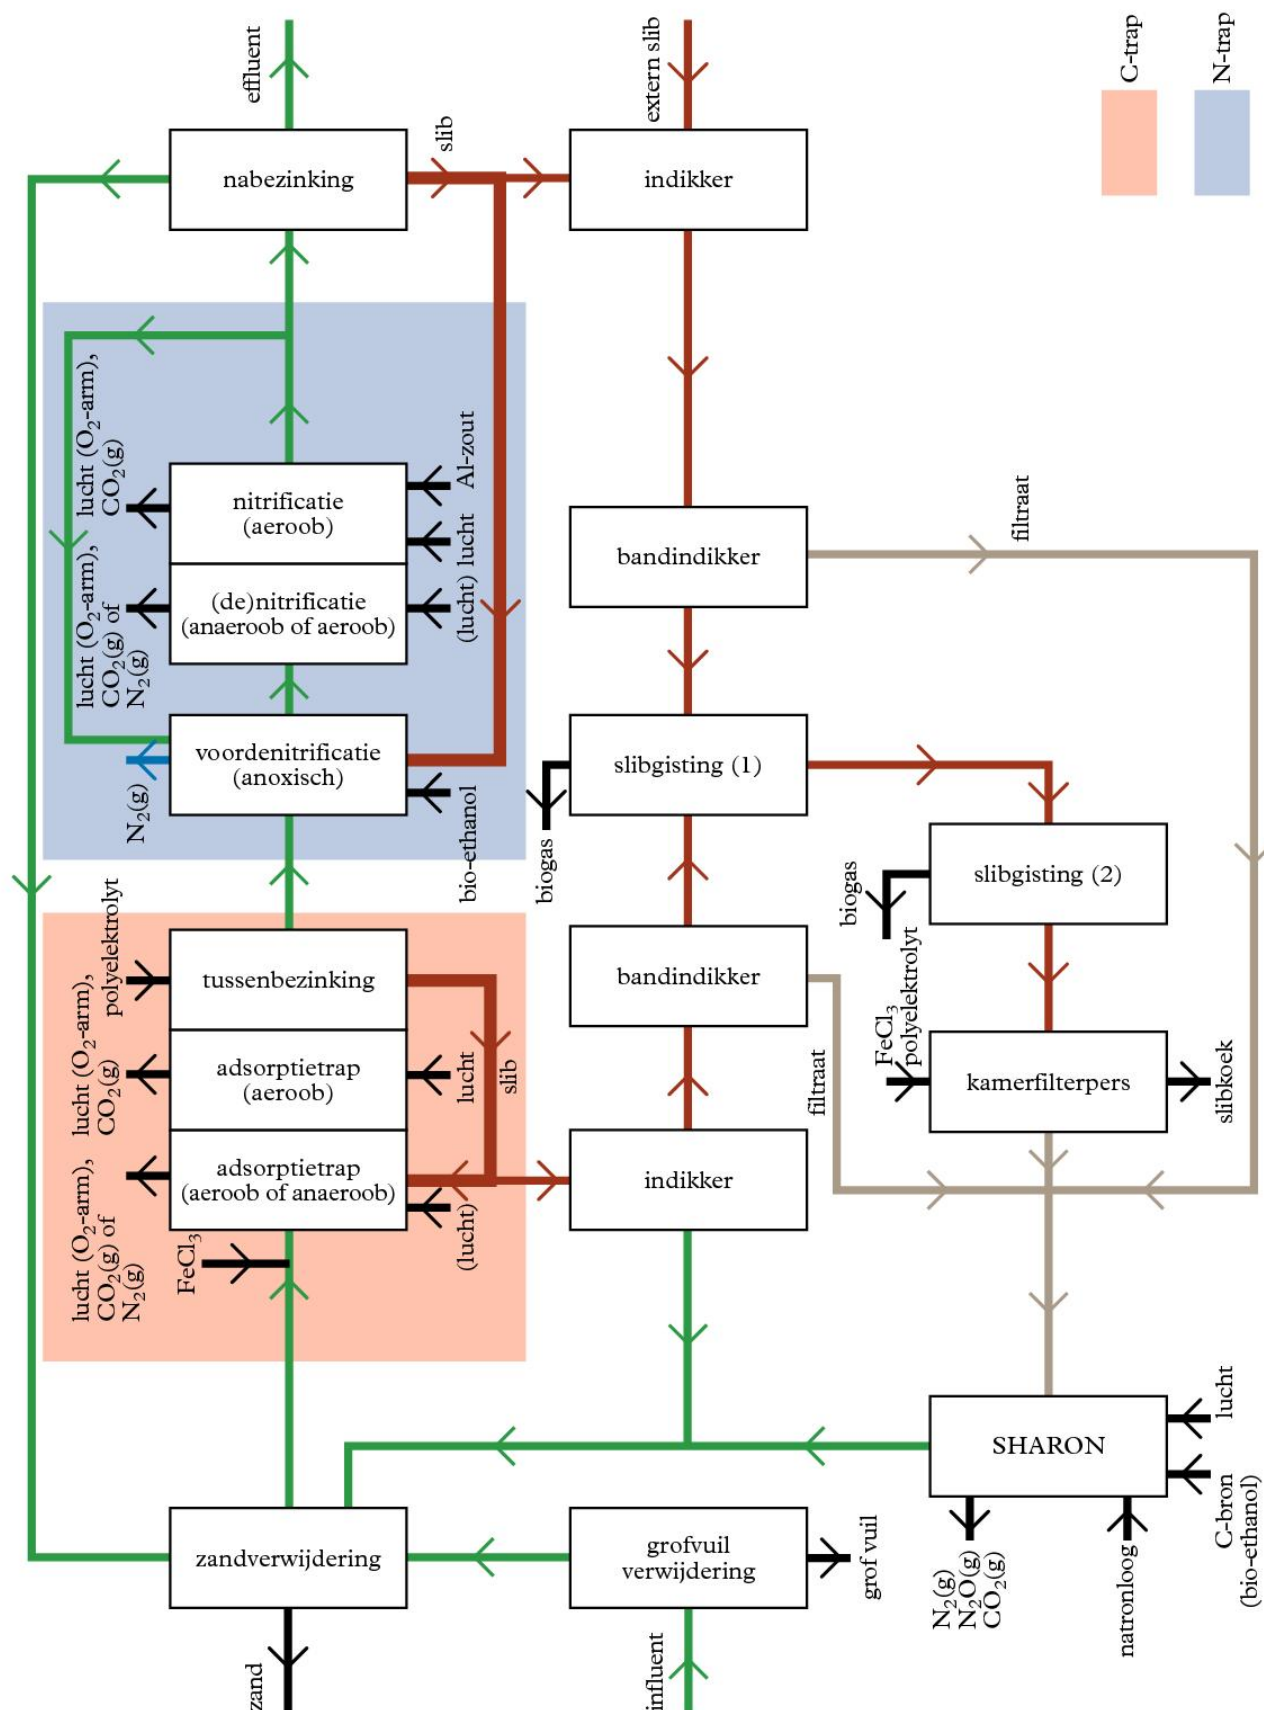 effluent
extern slib
C-trap
N-trap
nabezinking
slib
indikker
lucht (O₂-arm),
CO₂(g)
nitrificatie
(aeroob)
Al-zout
lucht
bandindikker
filtraat
lucht (O₂-arm),
CO₂(g) of
N₂(g)
(de)nitrificatie
(anaeroob of aeroob)
(lucht)
voordenitrificatie
(anoxisch)
N₂(g)
bio-ethanol
slibgisting (1)
biogas
slibgisting (2)
biogas
polyelektrolyt
tussenbezinking
bandindikker
FeCl₃
polyelektrolyt
lucht (O₂-arm),
CO₂(g)
adsorptietrap
(aeroob)
lucht
slib
filtraat
kamerfilterpers
slibkoek
lucht (O₂-arm),
CO₂(g) of
N₂(g)
adsorptietrap
(aeroob of anaeroob)
(lucht)
indikker
FeCl₃
SHARON
lucht
C-bron
(bio-ethanol)
zandverwijdering
grofvuil
verwijdering
grof vuil
N₂(g)
N₂O(g)
CO₂(g)
natronloog
zand
influent